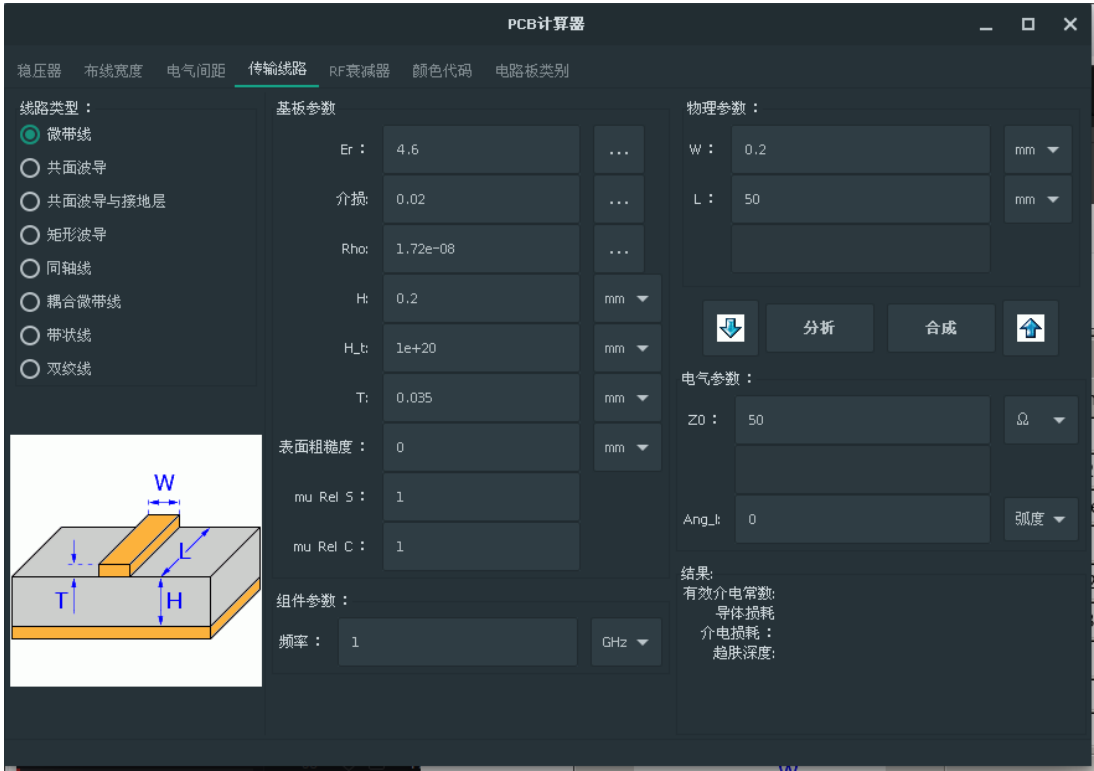 PCB计算器
稳压器 布线宽度 电气间距 传输线路 RF衰减器 颜色代码 电路板类别
线路类型：
微带线
共面波导
共面波导与接地层
矩形波导
同轴线
耦合微带线
带状线
双绞线
W
L
T
H
基板参数
Er： 4.6 ...
介损: 0.02 ...
Rho: 1.72e-08 ...
H: 0.2 mm
H_t: 1e+20 mm
T: 0.035 mm
表面粗糙度： 0 mm
mu Rel S： 1
mu Rel C： 1
组件参数：
频率： 1 GHz
物理参数：
W： 0.2 mm
L： 50 mm
分析 合成
电气参数：
Z0： 50 Ω
Ang_l: 0 弧度
结果:
有效介电常数:
导体损耗
介电损耗：
趋肤深度: